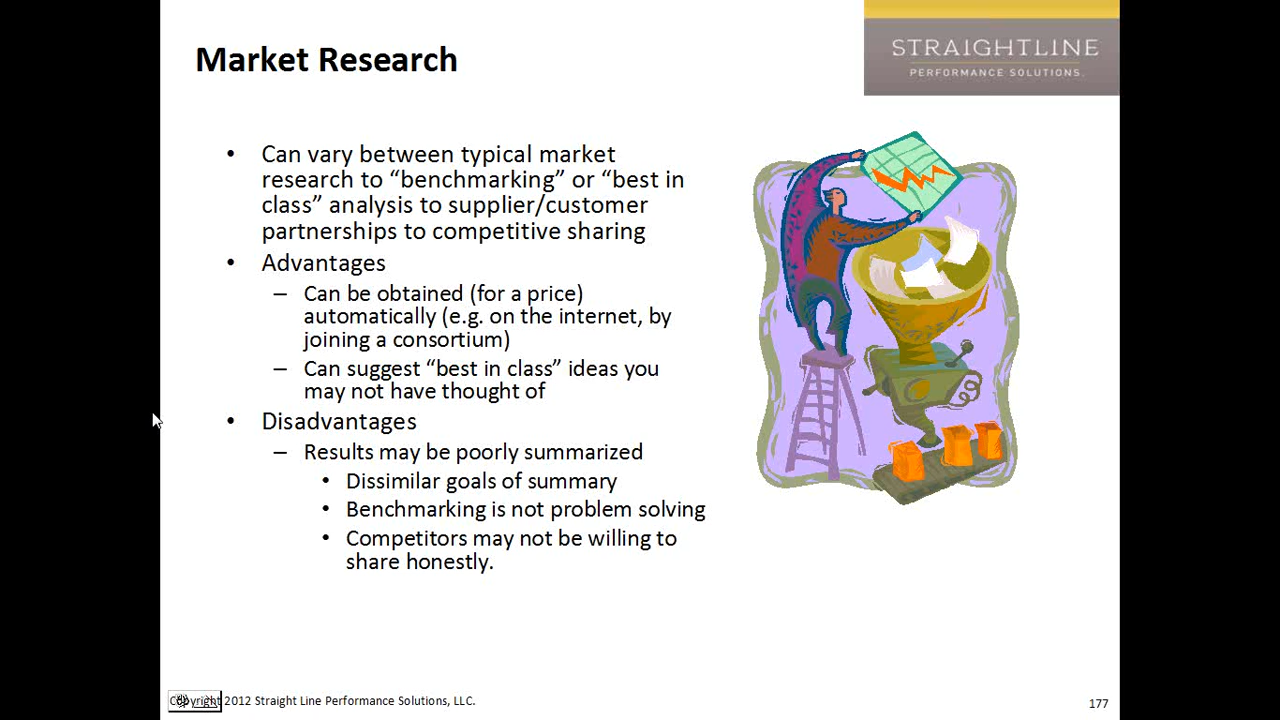 Market Research
STRAIGHTLINE
PERFORMANCE SOLUTIONS.
• Can vary between typical market
research to “benchmarking” or “best in
class” analysis to supplier/customer
partnerships to competitive sharing
• Advantages
– Can be obtained (for a price)
automatically (e.g. on the internet, by
joining a consortium)
– Can suggest “best in class” ideas you
may not have thought of
• Disadvantages
– Results may be poorly summarized
• Dissimilar goals of summary
• Benchmarking is not problem solving
• Competitors may not be willing to
share honestly.
Copyright 2012 Straight Line Performance Solutions, LLC.
177